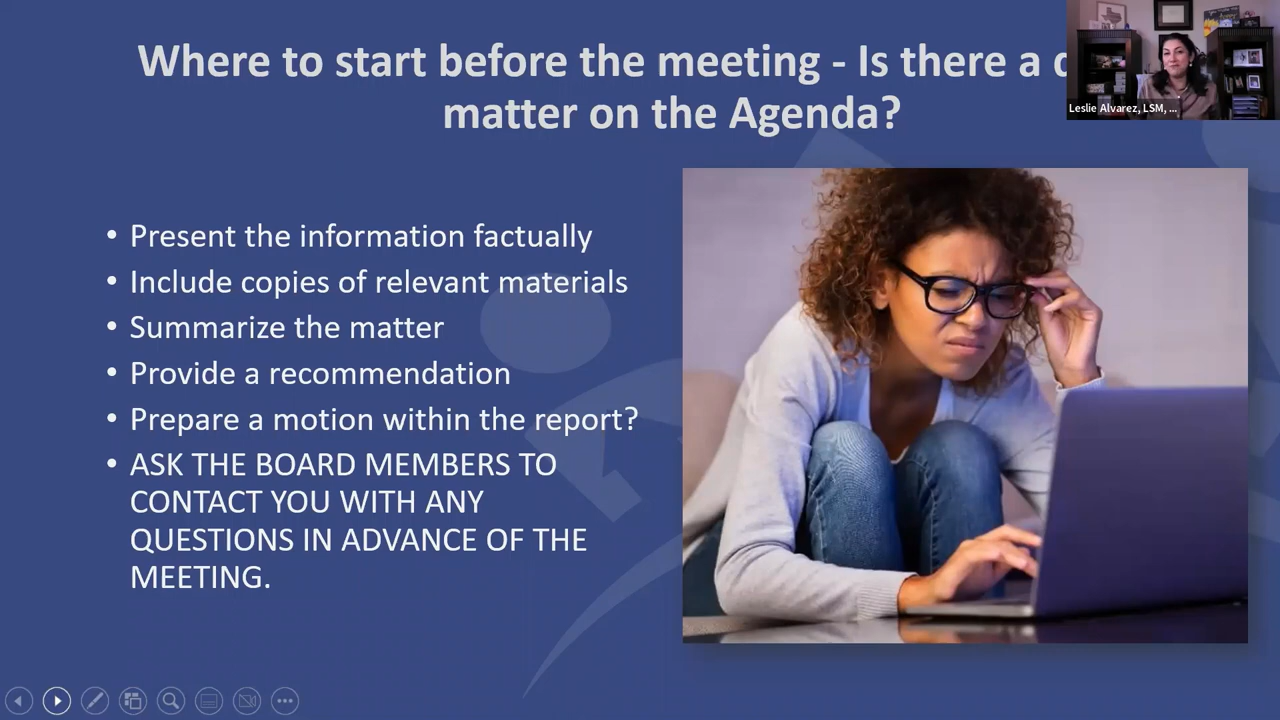 Where to start before the meeting - Is there a
matter on the Agenda?
Leslie Alvarez, LSM, ...
• Present the information factually
• Include copies of relevant materials
• Summarize the matter
• Provide a recommendation
• Prepare a motion within the report?
• ASK THE BOARD MEMBERS TO
CONTACT YOU WITH ANY
QUESTIONS IN ADVANCE OF THE
MEETING.